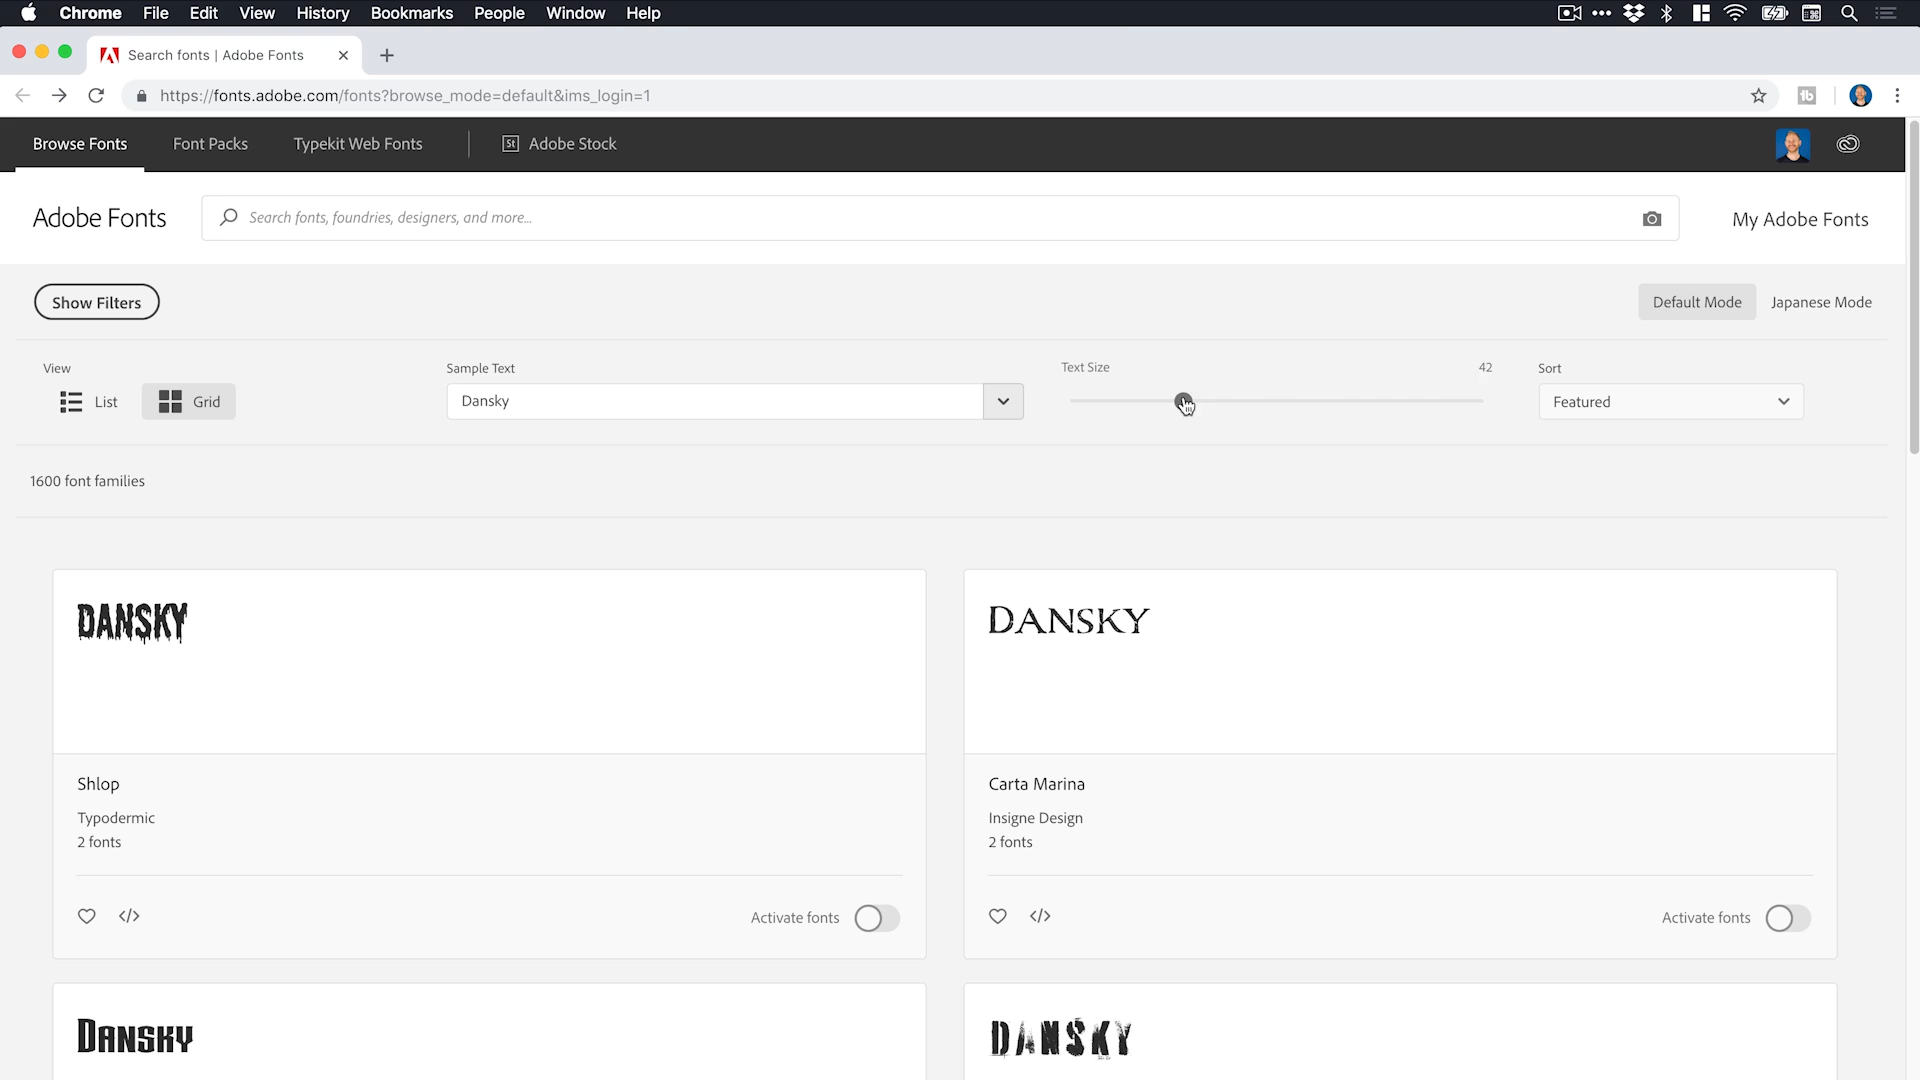 Chrome File Edit View History Bookmarks People Window Help
Search fonts | Adobe Fonts
https://fonts.adobe.com/fonts?browse_mode=default&ims_login=1
Browse Fonts Font Packs Typekit Web Fonts St Adobe Stock
Adobe Fonts Search fonts, foundries, designers, and more... My Adobe Fonts
Show Filters Default Mode Japanese Mode
View Sample Text Text Size 42 Sort
List Grid Dansky Featured
1600 font families
DANSKY DANSKY
Shlop Carta Marina
Typodermic Insigne Design
2 fonts 2 fonts
</> Activate fonts </> Activate fonts
DANSKY DANSKY